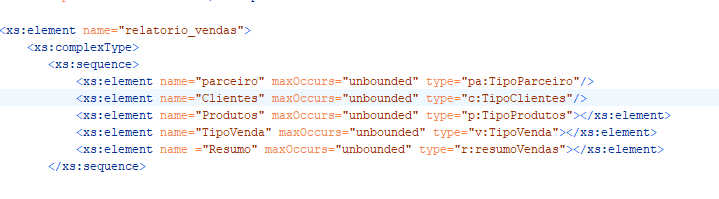 <xs:element name="relatorio_vendas">
<xs:complexType>
<xs:sequence>
<xs:element name="parceiro" maxOccurs="unbounded" type="pa:TipoParceiro"/>
<xs:element name="Clientes" maxOccurs="unbounded" type="c:TipoClientes"/>
<xs:element name="Produtos" maxOccurs="unbounded" type="p:TipoProdutos"></xs:element>
<xs:element name="TipoVenda" maxOccurs="unbounded" type="v:TipoVenda"></xs:element>
<xs:element name ="Resumo" maxOccurs="unbounded" type="r:resumoVendas"></xs:element>
</xs:sequence>